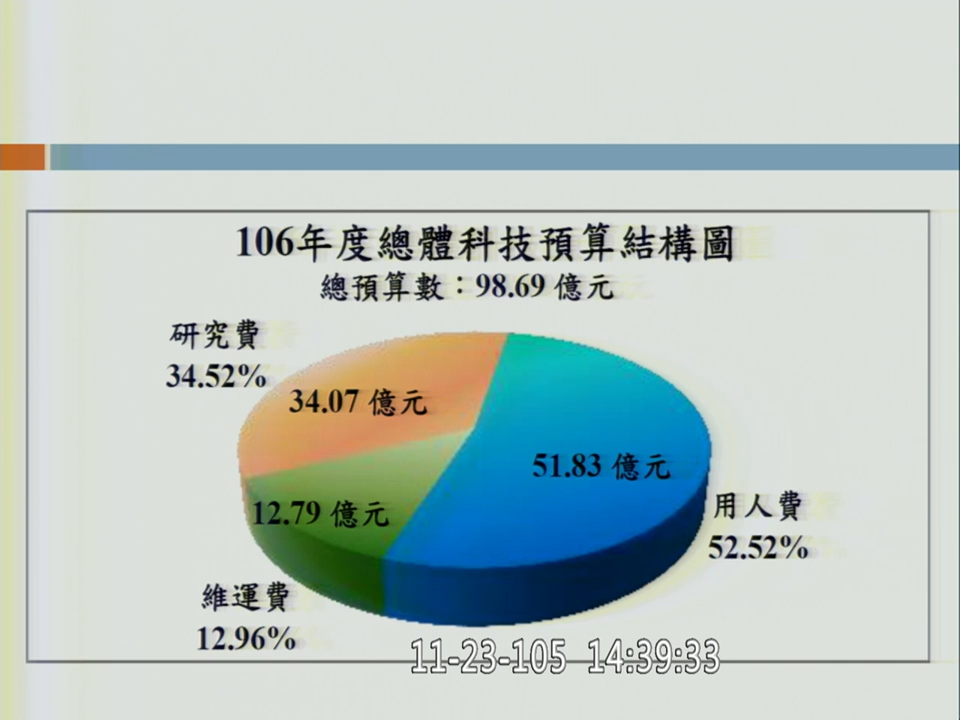 106年度總體科技預算結構圖
總預算數：98.69 億元
研究費
34.52%
34.07 億元
51.83 億元
用人費
52.52%
12.79 億元
維運費
12.96%
11-23-105 14:39:33